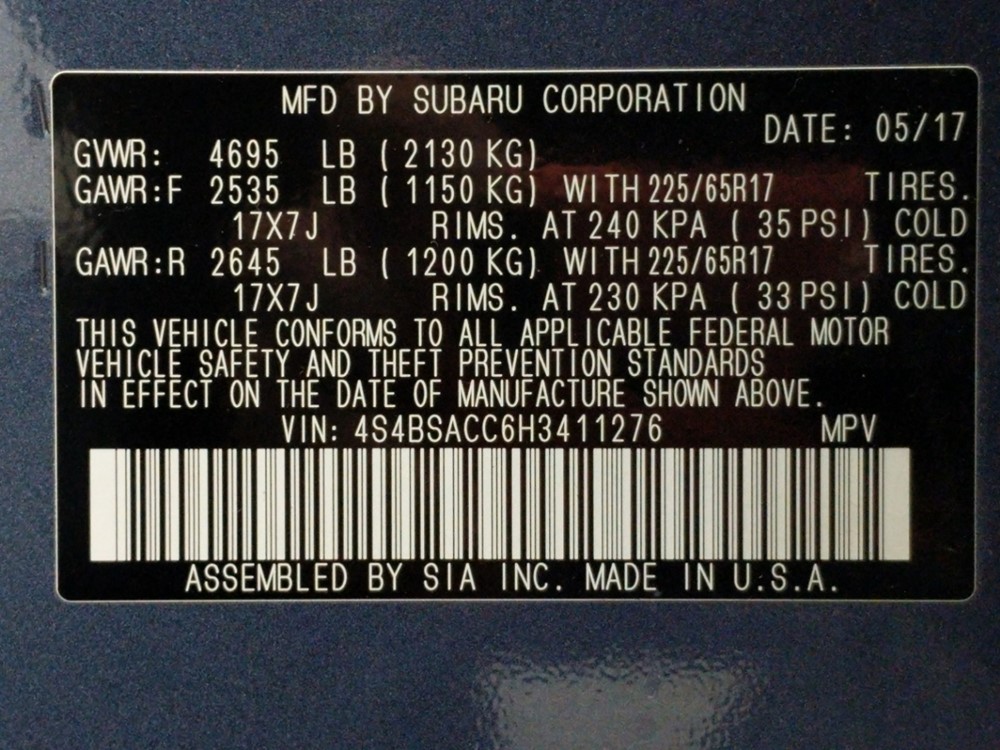 MFD BY SUBARU CORPORATION
DATE: 05/17
GVWR: 4695 LB ( 2130 KG)
GAWR:F 2535 LB ( 1150 KG) WITH 225/65R17 TIRES.
17X7J RIMS. AT 240 KPA ( 35 PSI) COLD
GAWR:R 2645 LB ( 1200 KG) WITH 225/65R17 TIRES.
17X7J RIMS. AT 230 KPA ( 33 PSI) COLD
THIS VEHICLE CONFORMS TO ALL APPLICABLE FEDERAL MOTOR
VEHICLE SAFETY AND THEFT PREVENTION STANDARDS
IN EFFECT ON THE DATE OF MANUFACTURE SHOWN ABOVE.
VIN: 4S4BSACC6H3411276 MPV
ASSEMBLED BY SIA INC. MADE IN U.S.A.